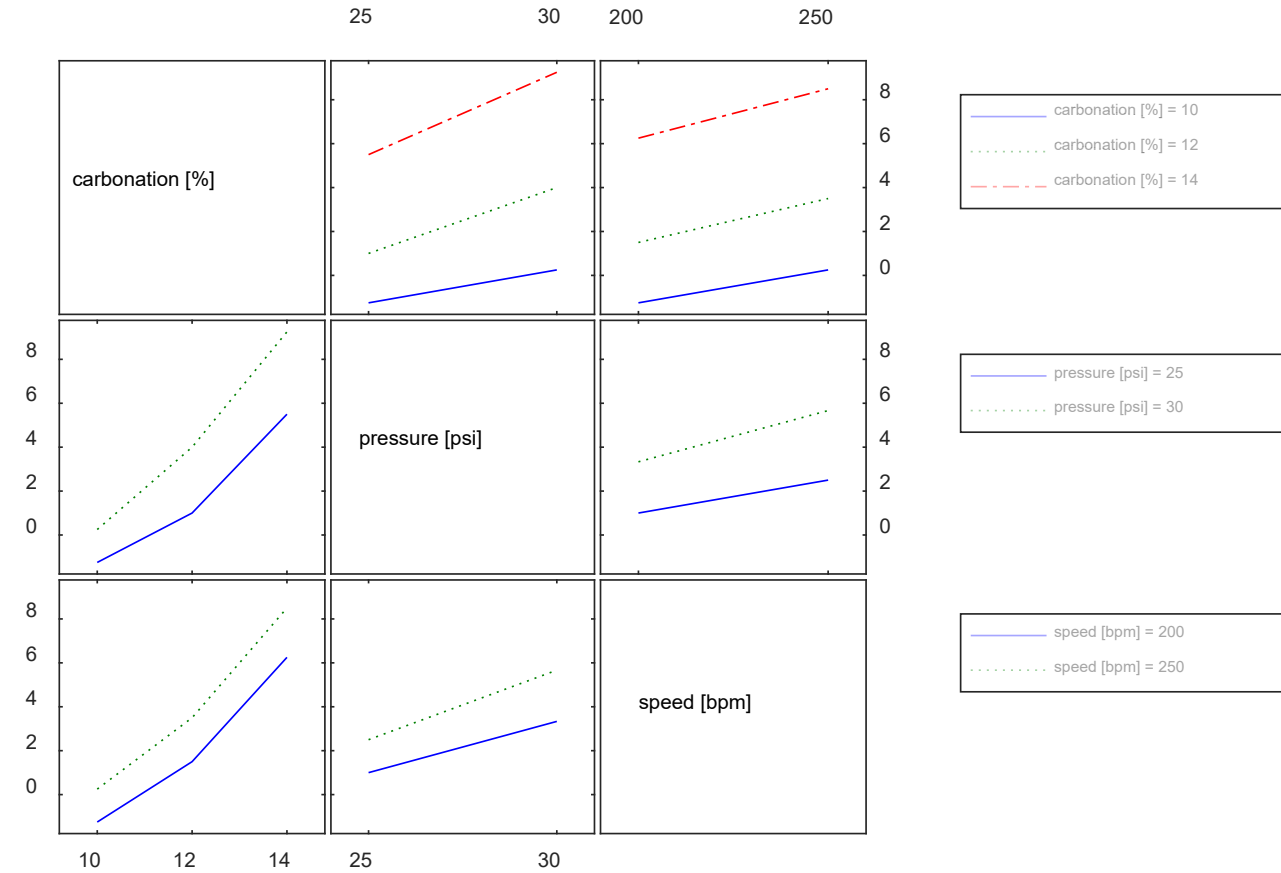 25 30 200 250
8
carbonation [%] = 10
6
carbonation [%] = 12
carbonation [%]
4
carbonation [%] = 14
2
0
8 8
pressure [psi] = 25
6 6
pressure [psi] = 30
4 pressure [psi] 4
2 2
0 0
8
speed [bpm] = 200
6
speed [bpm] = 250
4 speed [bpm]
2
0
10 12 14 25 30